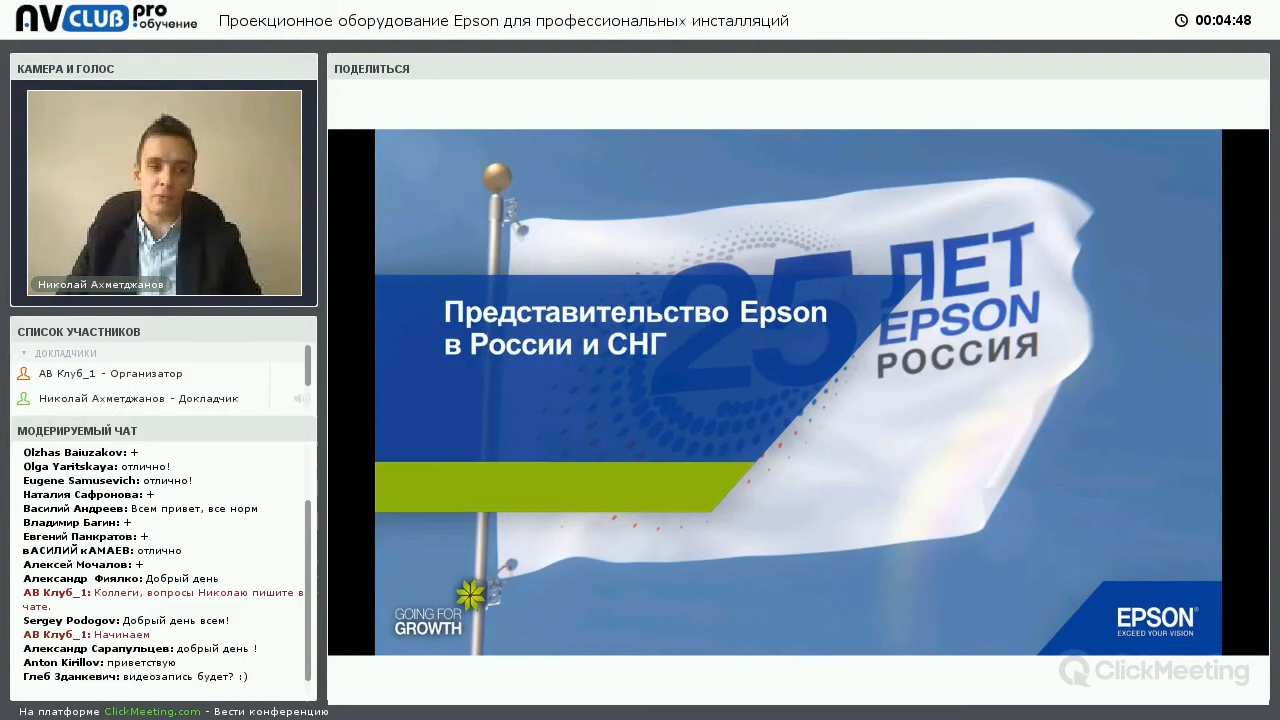 AV CLUB pro
.обучение
Проекционное оборудование Epson для профессиональных инсталляций
00:04:48
КАМЕРА И ГОЛОС
Николай Ахметджанов
СПИСОК УЧАСТНИКОВ
ДОКЛАДЧИКИ
АВ Клуб_1 - Организатор
Николай Ахметджанов - Докладчик
МОДЕРИРУЕМЫЙ ЧАТ
Olzhas Baiuzakov: +
Olga Yaritskaya: отлично!
Eugene Samusevich: отлично!
Наталия Сафронова: +
Василий Андреев: Всем привет, все норм
Владимир Багин: +
Евгений Панкратов: +
вАСИЛИЙ кАМАЕВ: отлично
Алексей Мочалов: +
Александр Фиялко: Добрый день
АВ Клуб_1: Коллеги, вопросы Николаю пишите в
чате.
Sergey Podogov: Добрый день всем!
АВ Клуб_1: Начинаем
Александр Сарапульцев: добрый день !
Anton Kirillov: приветствую
Глеб Зданкевич: видеозапись будет? :)
ПОДЕЛИТЬСЯ
25 ЛЕТ
EPSON
РОССИЯ
Представительство Epson
в России и СНГ
GOING FOR
GROWTH
EPSON®
EXCEED YOUR VISION
ClickMeeting
На платформе ClickMeeting.com - Вести конференцию